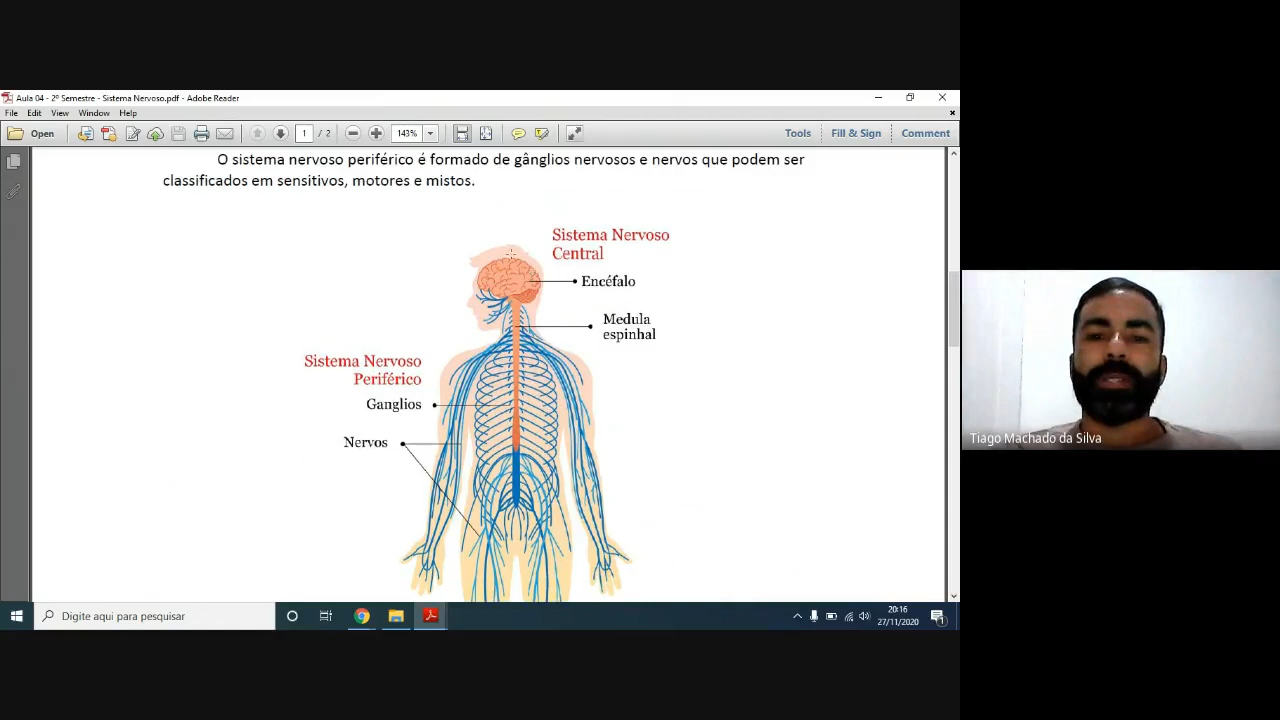 Aula 04 - 2º Semestre - Sistema Nervoso.pdf - Adobe Reader
File Edit View Window Help
Open 1 / 2 143% Tools Fill & Sign Comment
O sistema nervoso periférico é formado de gânglios nervosos e nervos que podem ser
classificados em sensitivos, motores e mistos.
Sistema Nervoso
Central
Encéfalo
Medula
espinhal
Sistema Nervoso
Periférico
Ganglios
Nervos
Tiago Machado da Silva
Digite aqui para pesquisar
20:16
27/11/2020
1